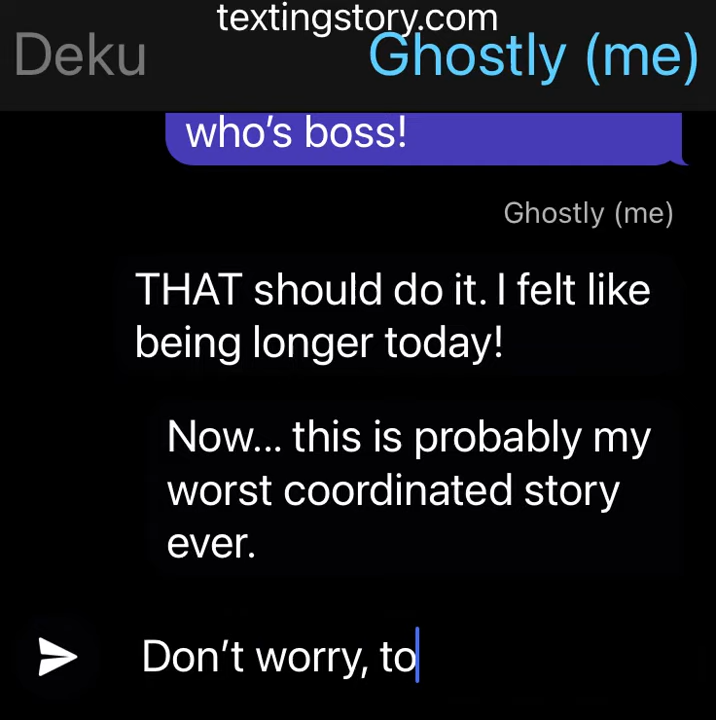 textingstory.com
Deku
Ghostly (me)
who’s boss!
Ghostly (me)
THAT should do it. I felt like
being longer today!
Now... this is probably my
worst coordinated story
ever.
Don’t worry, to